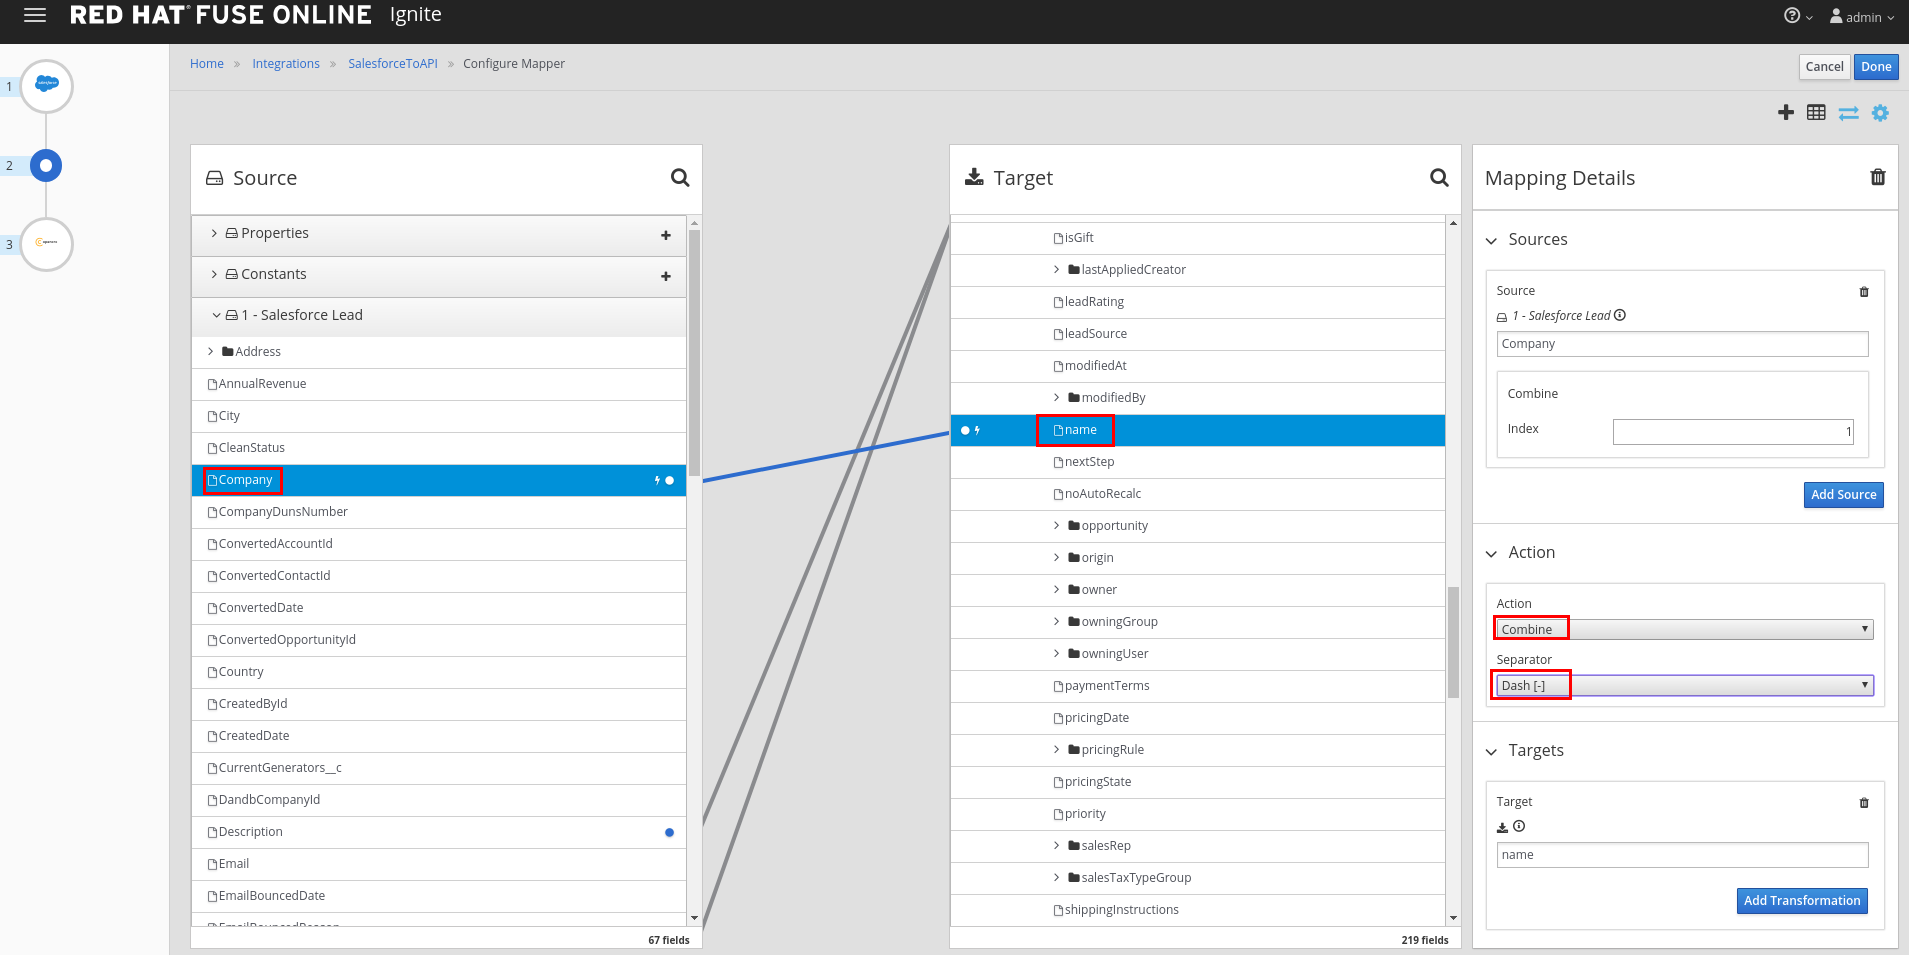 RED HAT® FUSE ONLINE Ignite
admin
Home » Integrations » SalesforceToAPI » Configure Mapper
Cancel
Done
1
salesforce
2
3
Source
Properties
Constants
1 - Salesforce Lead
Address
AnnualRevenue
City
CleanStatus
Company
CompanyDunsNumber
ConvertedAccountId
ConvertedContactId
ConvertedDate
ConvertedOpportunityId
Country
CreatedById
CreatedDate
CurrentGenerators__c
DandbCompanyId
Description
Email
EmailBouncedDate
EmailBouncedReason
67 fields
Target
isGift
lastAppliedCreator
leadRating
leadSource
modifiedAt
modifiedBy
name
nextStep
noAutoRecalc
opportunity
origin
owner
owningGroup
owningUser
paymentTerms
pricingDate
pricingRule
pricingState
priority
salesRep
salesTaxTypeGroup
shippingInstructions
219 fields
Mapping Details
Sources
Source
1 - Salesforce Lead
Company
Combine
Index
1
Add Source
Action
Action
Combine
Separator
Dash [-]
Targets
Target
name
Add Transformation